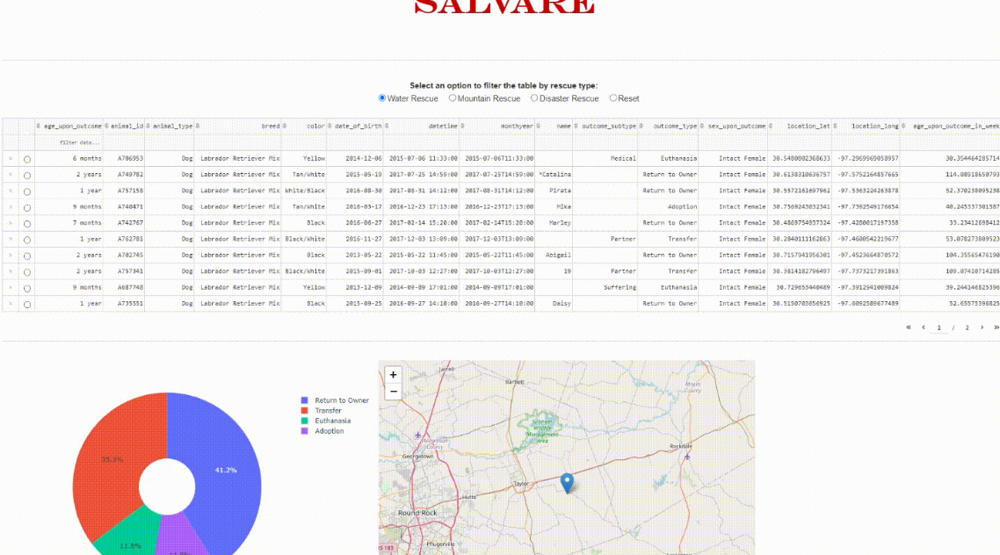 SALVARE
Select an option to filter the table by rescue type:
Water Rescue Mountain Rescue Disaster Rescue Reset
age_upon_outcome animal_id animal_type breed color date_of_birth datetime monthyear name outcome_subtype outcome_type sex_upon_outcome location_lat location_long age_upon_outcome_in_week
filter data...
6 months A706953 Dog Labrador Retriever Mix Yellow 2014-12-06 2015-07-06 11:33:00 2015-07-06T11:33:00 Medical Euthanasia Intact Female 30.5480802368633 -97.2969969058957 30.354464285714
2 years A749782 Dog Labrador Retriever Mix Tan/White 2015-05-19 2017-07-25 14:59:00 2017-07-25T14:59:00 *Catalina Return to Owner Intact Female 30.6138310636757 -97.5752164857665 114.08918650793
1 year A757158 Dog Labrador Retriever Mix White/Black 2016-08-30 2017-08-31 14:12:00 2017-08-31T14:12:00 Pirata Return to Owner Intact Female 30.5572161697962 -97.5363224263878 52.370238095238
9 months A740471 Dog Labrador Retriever Mix Tan/White 2016-03-17 2016-12-23 17:13:00 2016-12-23T17:13:00 Mika Adoption Intact Female 30.7569243032341 -97.7392549176654 40.245337301587
7 months A742767 Dog Labrador Retriever Mix Black 2016-06-27 2017-02-14 15:20:00 2017-02-14T15:20:00 Marley Return to Owner Intact Female 30.4869754937324 -97.4280017197358 33.23412698412
1 year A762781 Dog Labrador Retriever Mix Black/White 2016-11-27 2017-12-03 13:09:00 2017-12-03T13:09:00 Partner Transfer Intact Female 30.2840111162863 -97.4600542219677 53.078273809523
2 years A702745 Dog Labrador Retriever Mix Black 2013-05-22 2015-05-22 11:45:00 2015-05-22T11:45:00 Abigail Return to Owner Intact Female 30.7157941956301 -97.4523664870572 104.35565476190
2 years A757341 Dog Labrador Retriever Mix Black/White 2015-09-01 2017-10-03 12:27:00 2017-10-03T12:27:00 19 Partner Transfer Intact Female 30.3814182796497 -97.7373217391863 109.07410714285
9 months A687748 Dog Labrador Retriever Mix Yellow 2013-12-09 2014-09-09 17:01:00 2014-09-09T17:01:00 Suffering Euthanasia Intact Female 30.729653440489 -97.3912941009824 39.244146825396
1 year A735551 Dog Labrador Retriever Mix Black 2015-09-25 2016-09-27 14:10:00 2016-09-27T14:10:00 Daisy Return to Owner Intact Female 30.5150703656925 -97.6092589677489 52.65575396825
« ‹ 1 / 2 › »
Return to Owner
Transfer
Euthanasia
Adoption
35.3%
41.2%
11.8%
11.8%
+
−
Jarrell
Bartlett
Milam
County
Granger
Wildlife
Management
Area
Williamson
County
Georgetown
Rockdale
Taylor
Hutto
Round Rock
Pflugerville